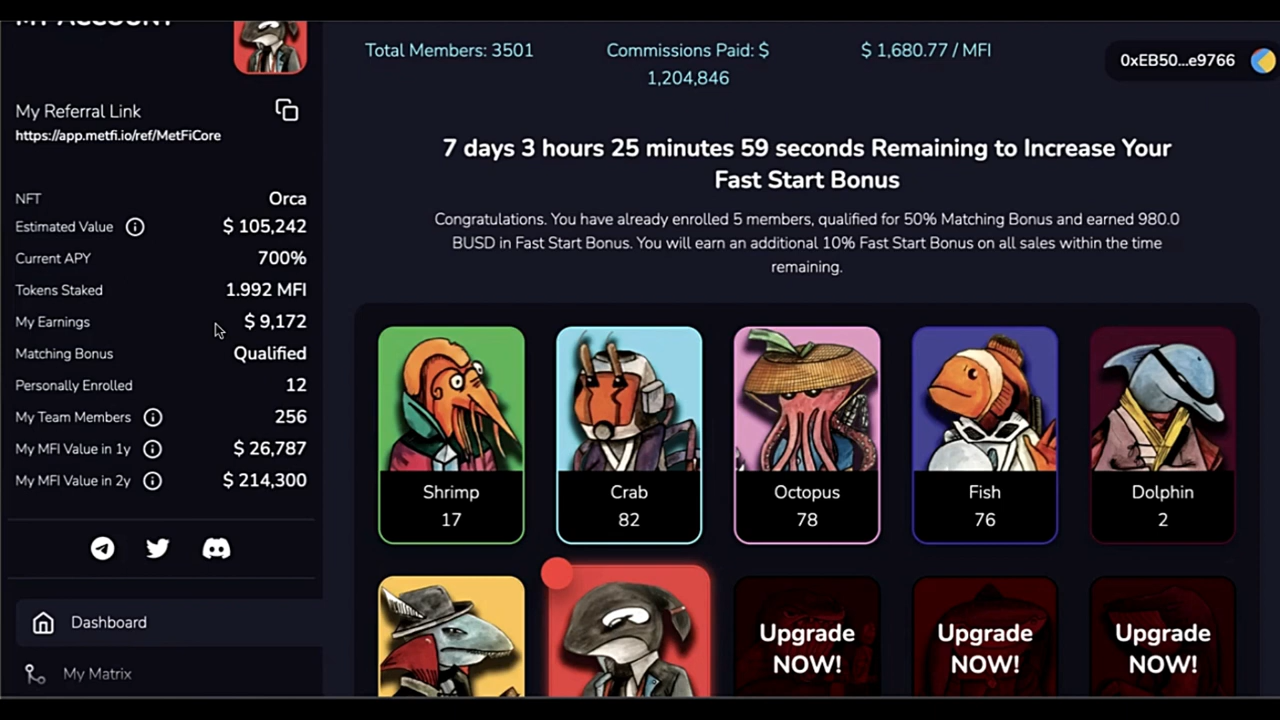 MY ACCOUNT
My Referral Link
https://app.metfi.io/ref/MetFiCore
NFT Orca
Estimated Value $ 105,242
Current APY 700%
Tokens Staked 1.992 MFI
My Earnings $ 9,172
Matching Bonus Qualified
Personally Enrolled 12
My Team Members 256
My MFI Value in 1y $ 26,787
My MFI Value in 2y $ 214,300
Dashboard
My Matrix
Total Members: 3501
Commissions Paid: $
1,204,846
$ 1,680.77 / MFI
0xEB50...e9766
7 days 3 hours 25 minutes 59 seconds Remaining to Increase Your
Fast Start Bonus
Congratulations. You have already enrolled 5 members, qualified for 50% Matching Bonus and earned 980.0
BUSD in Fast Start Bonus. You will earn an additional 10% Fast Start Bonus on all sales within the time
remaining.
Shrimp
17
Crab
82
Octopus
78
Fish
76
Dolphin
2
Upgrade
NOW!
Upgrade
NOW!
Upgrade
NOW!